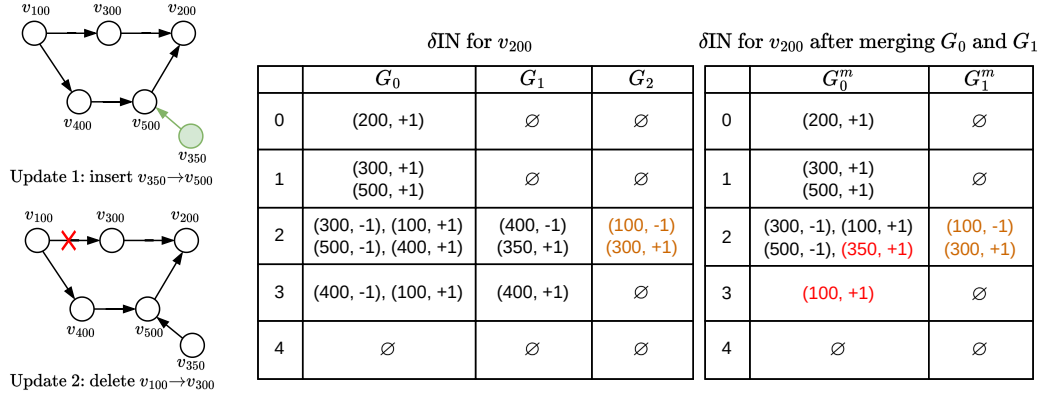 v100 v300 v200
v400 v500
v350
Update 1: insert v350→v500
v100 v300 v200
v400 v500
v350
Update 2: delete v100→v300
δIN for v200
G0 G1 G2
0 (200, +1) ∅ ∅
1 (300, +1) ∅ ∅
(500, +1)
2 (300, -1), (100, +1) (400, -1) (100, -1)
(500, -1), (400, +1) (350, +1) (300, +1)
3 (400, -1), (100, +1) (400, +1) ∅
4 ∅ ∅ ∅
δIN for v200 after merging G0 and G1
G0^m G1^m
0 (200, +1) ∅
1 (300, +1) ∅
(500, +1)
2 (300, -1), (100, +1) (100, -1)
(500, -1), (350, +1) (300, +1)
3 (100, +1) ∅
4 ∅ ∅